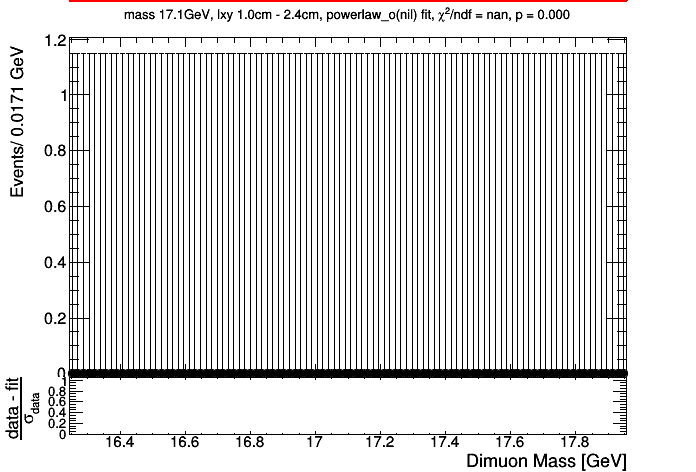 mass 17.1GeV, lxy 1.0cm - 2.4cm, powerlaw_o(nil) fit, χ²/ndf = nan, p = 0.000
Events/ 0.0171 GeV
1.2
1
0.8
0.6
0.4
0.2
0
data - fit
σdata
1
0.8
0.6
0.4
0.2
0
16.4 16.6 16.8 17 17.2 17.4 17.6 17.8
Dimuon Mass [GeV]